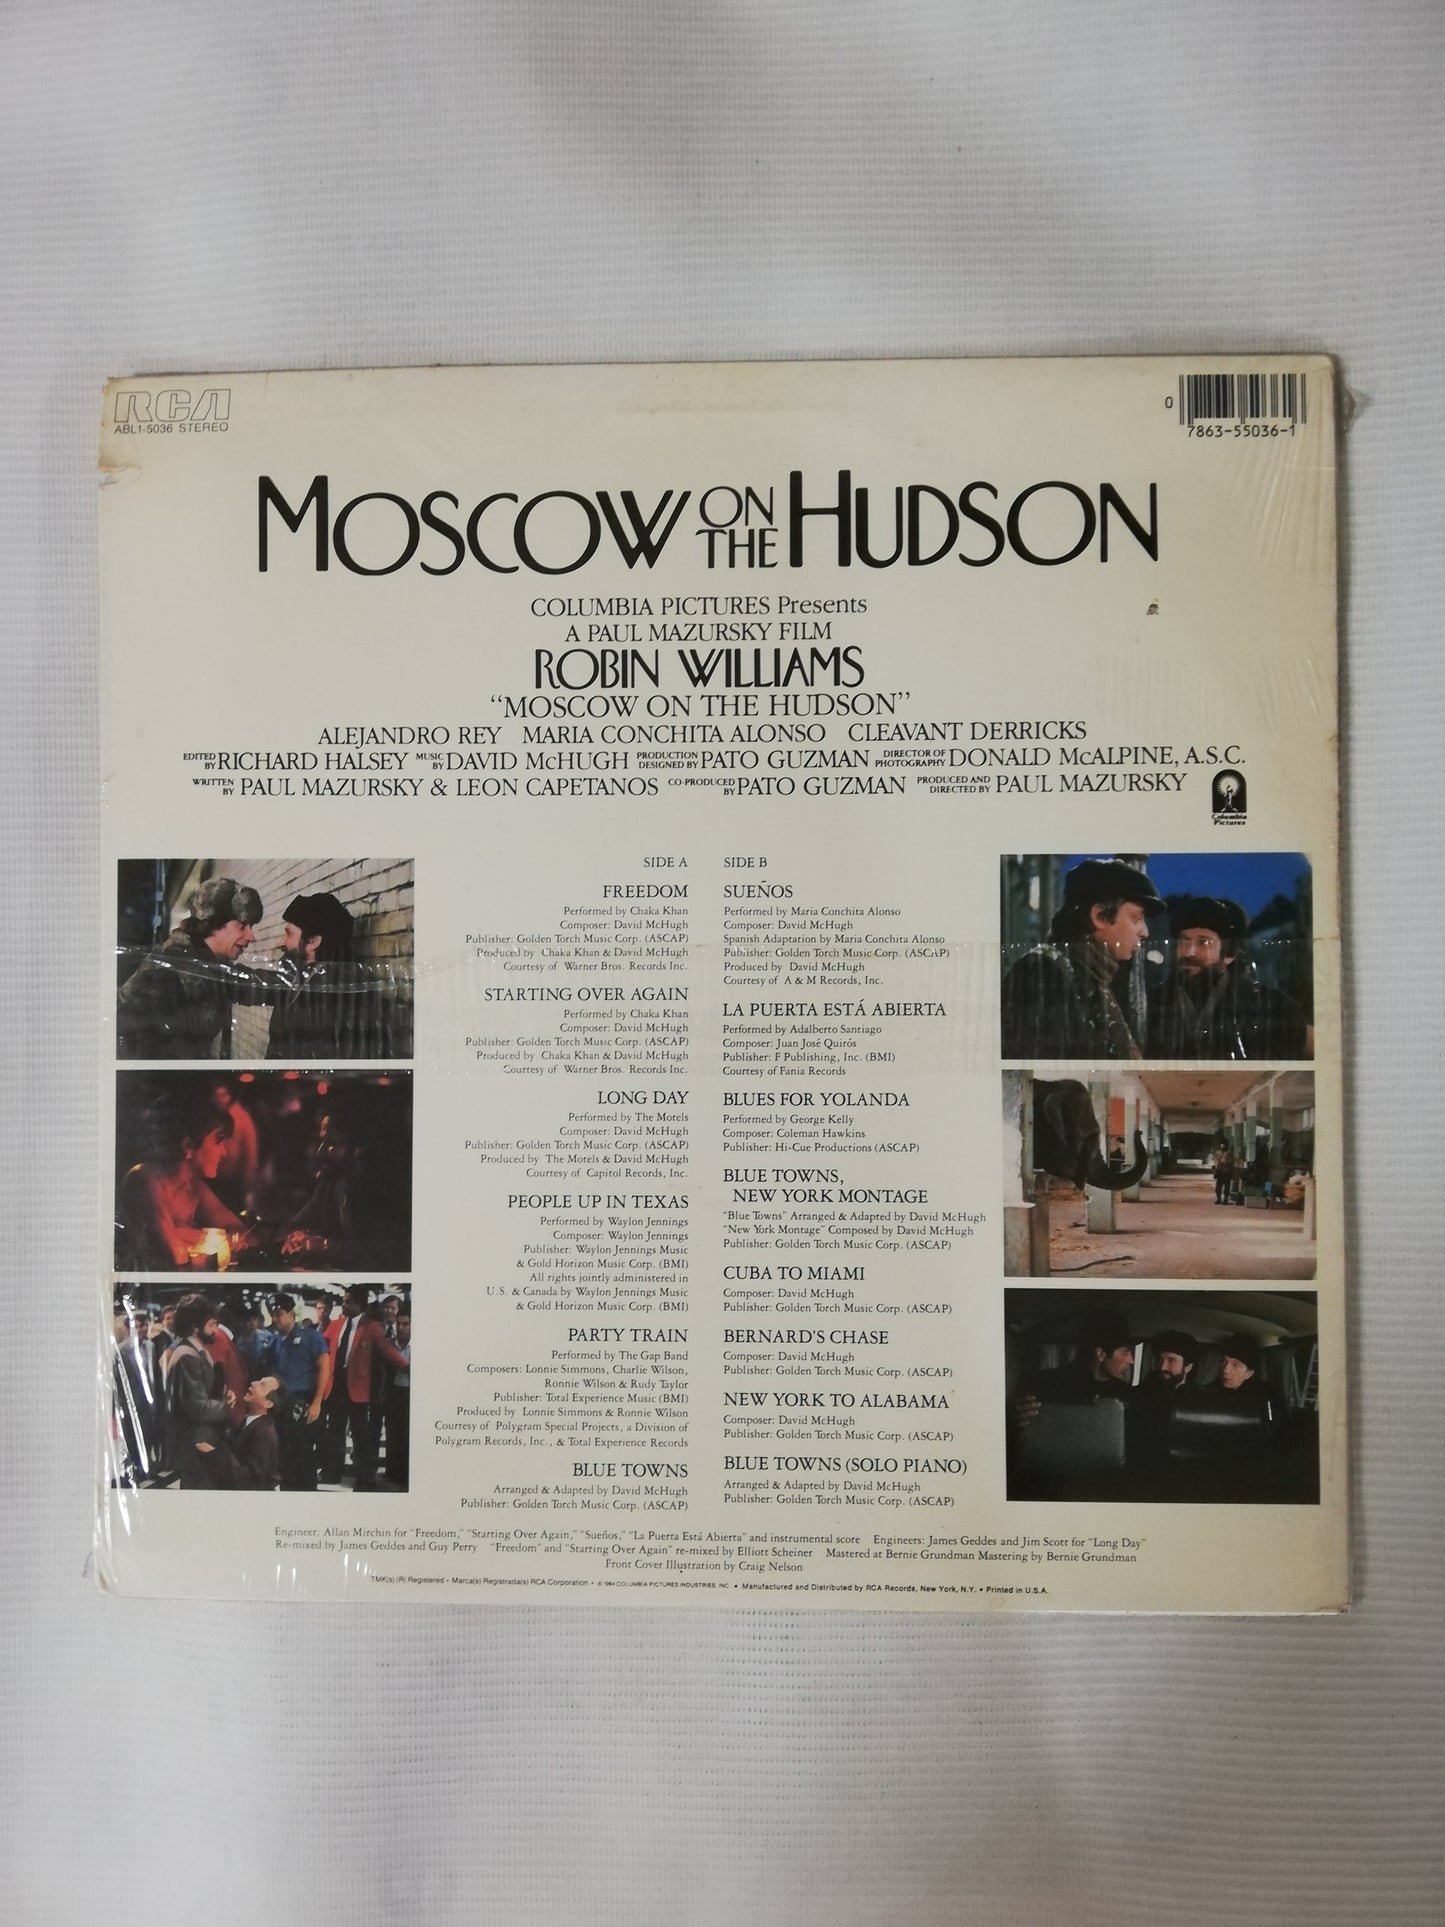 RCA
ABL1-5036 STEREO
0
7863-55036-1
MOSCOW ON THE HUDSON
COLUMBIA PICTURES Presents
A PAUL MAZURSKY FILM
ROBIN WILLIAMS
“MOSCOW ON THE HUDSON”
ALEJANDRO REY MARIA CONCHITA ALONSO CLEAVANT DERRICKS
EDITED BY RICHARD HALSEY MUSIC BY DAVID McHUGH PRODUCTION DESIGNED BY PATO GUZMAN DIRECTOR OF PHOTOGRAPHY DONALD McALPINE, A.S.C.
WRITTEN BY PAUL MAZURSKY & LEON CAPETANOS CO-PRODUCED BY PATO GUZMAN PRODUCED AND DIRECTED BY PAUL MAZURSKY
Columbia
Pictures
SIDE A
FREEDOM
Performed by Chaka Khan
Composer: David McHugh
Publisher: Golden Torch Music Corp. (ASCAP)
Produced by Chaka Khan & David McHugh
Courtesy of Warner Bros. Records Inc.
STARTING OVER AGAIN
Performed by Chaka Khan
Composer: David McHugh
Publisher: Golden Torch Music Corp. (ASCAP)
Produced by Chaka Khan & David McHugh
Courtesy of Warner Bros. Records Inc.
LONG DAY
Performed by The Motels
Composer: David McHugh
Publisher: Golden Torch Music Corp. (ASCAP)
Produced by The Motels & David McHugh
Courtesy of Capitol Records, Inc.
PEOPLE UP IN TEXAS
Performed by Waylon Jennings
Composer: Waylon Jennings
Publisher: Waylon Jennings Music
& Gold Horizon Music Corp. (BMI)
All rights jointly administered in
U.S. & Canada by Waylon Jennings Music
& Gold Horizon Music Corp. (BMI)
PARTY TRAIN
Performed by The Gap Band
Composers: Lonnie Simmons, Charlie Wilson,
Ronnie Wilson & Rudy Taylor
Publisher: Total Experience Music (BMI)
Produced by Lonnie Simmons & Ronnie Wilson
Courtesy of Polygram Special Projects, a Division of
Polygram Records, Inc., & Total Experience Records
BLUE TOWNS
Arranged & Adapted by David McHugh
Publisher: Golden Torch Music Corp. (ASCAP)
SIDE B
SUEÑOS
Performed by Maria Conchita Alonso
Composer: David McHugh
Spanish Adaptation by Maria Conchita Alonso
Publisher: Golden Torch Music Corp. (ASCAP)
Produced by David McHugh
Courtesy of A & M Records, Inc.
LA PUERTA ESTÁ ABIERTA
Performed by Adalberto Santiago
Composer: Juan José Quirós
Publisher: F Publishing, Inc. (BMI)
Courtesy of Fania Records
BLUES FOR YOLANDA
Performed by George Kelly
Composer: Coleman Hawkins
Publisher: Hi-Cue Productions (ASCAP)
BLUE TOWNS,
NEW YORK MONTAGE
“Blue Towns” Arranged & Adapted by David McHugh
“New York Montage” Composed by David McHugh
Publisher: Golden Torch Music Corp. (ASCAP)
CUBA TO MIAMI
Composer: David McHugh
Publisher: Golden Torch Music Corp. (ASCAP)
BERNARD'S CHASE
Composer: David McHugh
Publisher: Golden Torch Music Corp. (ASCAP)
NEW YORK TO ALABAMA
Composer: David McHugh
Publisher: Golden Torch Music Corp. (ASCAP)
BLUE TOWNS (SOLO PIANO)
Arranged & Adapted by David McHugh
Publisher: Golden Torch Music Corp. (ASCAP)
Engineer: Allan Mirchin for “Freedom,” “Starting Over Again,” “Sueños,” “La Puerta Está Abierta” and instrumental score Engineers: James Geddes and Jim Scott for “Long Day”
Re-mixed by James Geddes and Guy Perry “Freedom” and “Starting Over Again” re-mixed by Elliott Scheiner Mastered at Bernie Grundman Mastering by Bernie Grundman
Front Cover Illustration by Craig Nelson
TMK(s) (R) Registered • Marca(s) Registrada(s) RCA Corporation • © 1984 COLUMBIA PICTURES INDUSTRIES, INC • Manufactured and Distributed by RCA Records, New York, N.Y. • Printed in U.S.A.